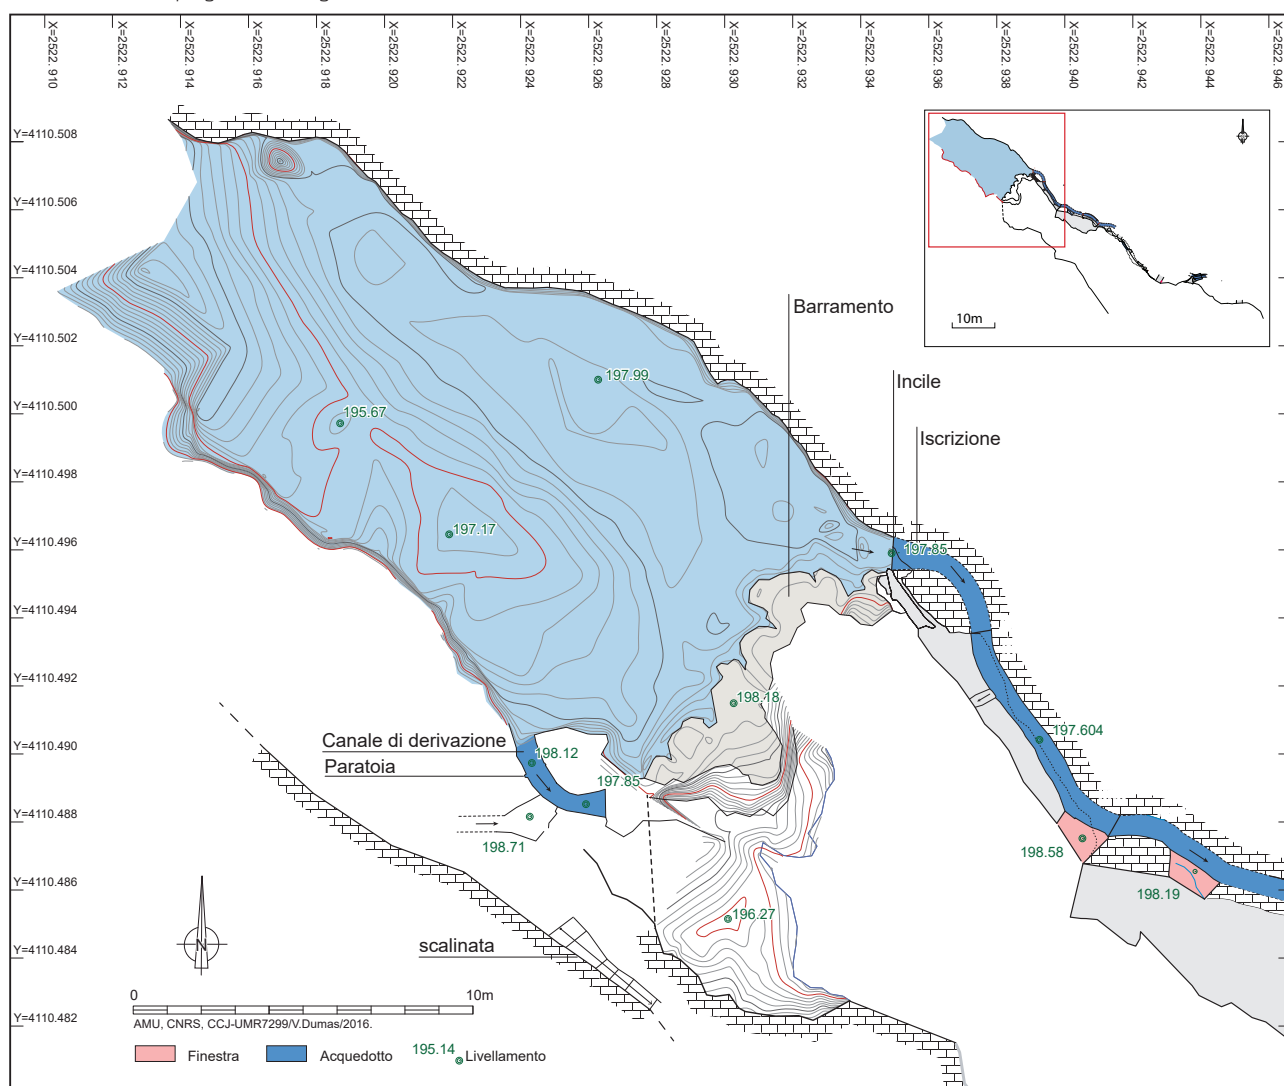 X=2522. 910
X=2522. 912
X=2522. 914
X=2522. 916
X=2522. 918
X=2522. 920
X=2522. 922
X=2522. 924
X=2522. 926
X=2522. 928
X=2522. 930
X=2522. 932
X=2522. 934
X=2522. 936
X=2522. 938
X=2522. 940
X=2522. 942
X=2522. 944
X=2522. 946
Y=4110.508
Y=4110.506
Y=4110.504
Y=4110.502
Y=4110.500
Y=4110.498
Y=4110.496
Y=4110.494
Y=4110.492
Y=4110.490
Y=4110.488
Y=4110.486
Y=4110.484
Y=4110.482
10m
Barramento
Incile
Iscrizione
197.99
195.67
197.17
197.85
198.18
197.604
Canale di derivazione
198.12
Paratoia
197.85
198.71
198.58
198.19
196.27
scalinata
N
0 10m
AMU, CNRS, CCJ-UMR7299/V.Dumas/2016.
Finestra
Acquedotto
195.14 Livellamento